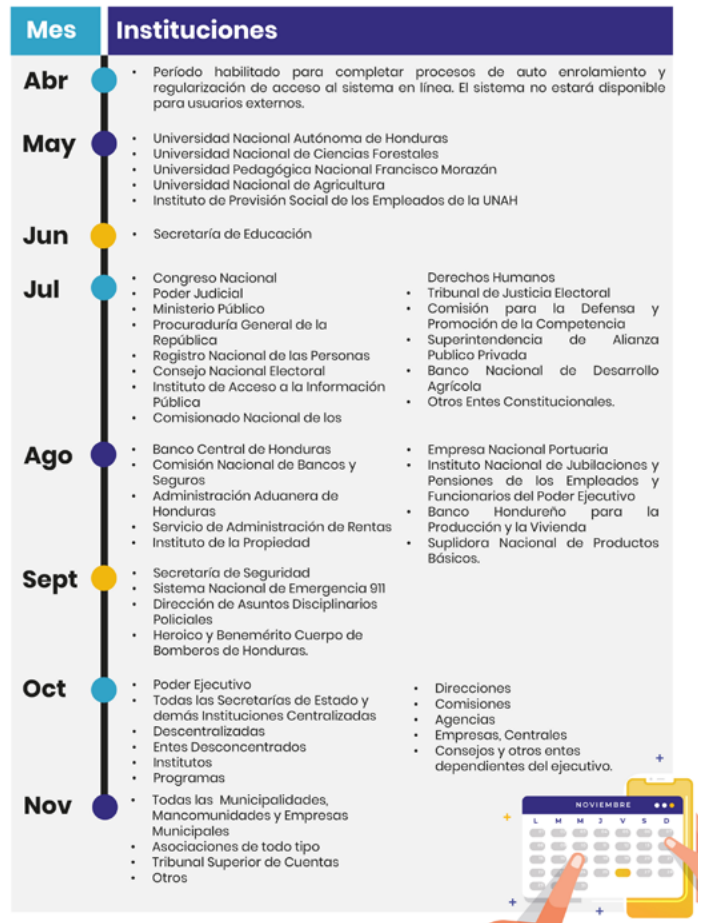 Mes
Instituciones
Abr
• Período habilitado para completar procesos de auto enrolamiento y
regularización de acceso al sistema en línea. El sistema no estará disponible
para usuarios externos.
May
• Universidad Nacional Autónoma de Honduras
• Universidad Nacional de Ciencias Forestales
• Universidad Pedagógica Nacional Francisco Morazán
• Universidad Nacional de Agricultura
• Instituto de Previsión Social de los Empleados de la UNAH
Jun
• Secretaría de Educación
Jul
• Congreso Nacional
• Poder Judicial
• Ministerio Público
• Procuraduría General de la
República
• Registro Nacional de las Personas
• Consejo Nacional Electoral
• Instituto de Acceso a la Información
Pública
• Comisionado Nacional de los
Derechos Humanos
• Tribunal de Justicia Electoral
• Comisión para la Defensa y
Promoción de la Competencia
• Superintendencia de Alianza
Publico Privada
• Banco Nacional de Desarrollo
Agrícola
• Otros Entes Constitucionales.
Ago
• Banco Central de Honduras
• Comisión Nacional de Bancos y
Seguros
• Administración Aduanera de
Honduras
• Servicio de Administración de Rentas
• Instituto de la Propiedad
• Empresa Nacional Portuaria
• Instituto Nacional de Jubilaciones y
Pensiones de los Empleados y
Funcionarios del Poder Ejecutivo
• Banco Hondureño para la
Producción y la Vivienda
• Suplidora Nacional de Productos
Básicos.
Sept
• Secretaría de Seguridad
• Sistema Nacional de Emergencia 911
• Dirección de Asuntos Disciplinarios
Policiales
• Heroico y Benemérito Cuerpo de
Bomberos de Honduras.
Oct
• Poder Ejecutivo
• Todas las Secretarías de Estado y
demás Instituciones Centralizadas
• Descentralizadas
• Entes Desconcentrados
• Institutos
• Programas
• Direcciones
• Comisiones
• Agencias
• Empresas, Centrales
• Consejos y otros entes
dependientes del ejecutivo.
Nov
• Todas las Municipalidades,
Mancomunidades y Empresas
Municipales
• Asociaciones de todo tipo
• Tribunal Superior de Cuentas
• Otros
NOVIEMBRE
L M M J V S D